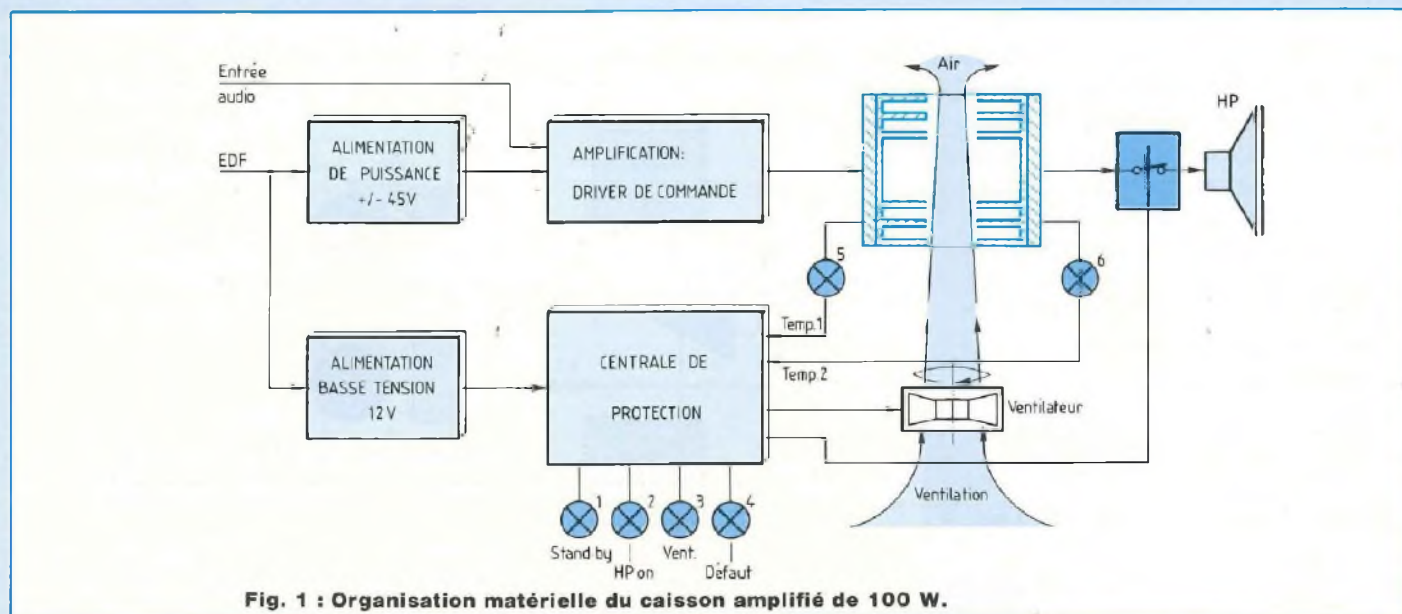 Entrée
audio
EDF
ALIMENTATION
DE PUISSANCE
+/- 45V
AMPLIFICATION:
DRIVER DE COMMANDE
Air
HP
5
6
ALIMENTATION
BASSE TENSION
12V
CENTRALE DE
PROTECTION
Temp.1
Temp.2
Ventilateur
Ventilation
1
2
3
4
Stand by
HP on
Vent.
Défaut
Fig. 1 : Organisation matérielle du caisson amplifié de 100 W.